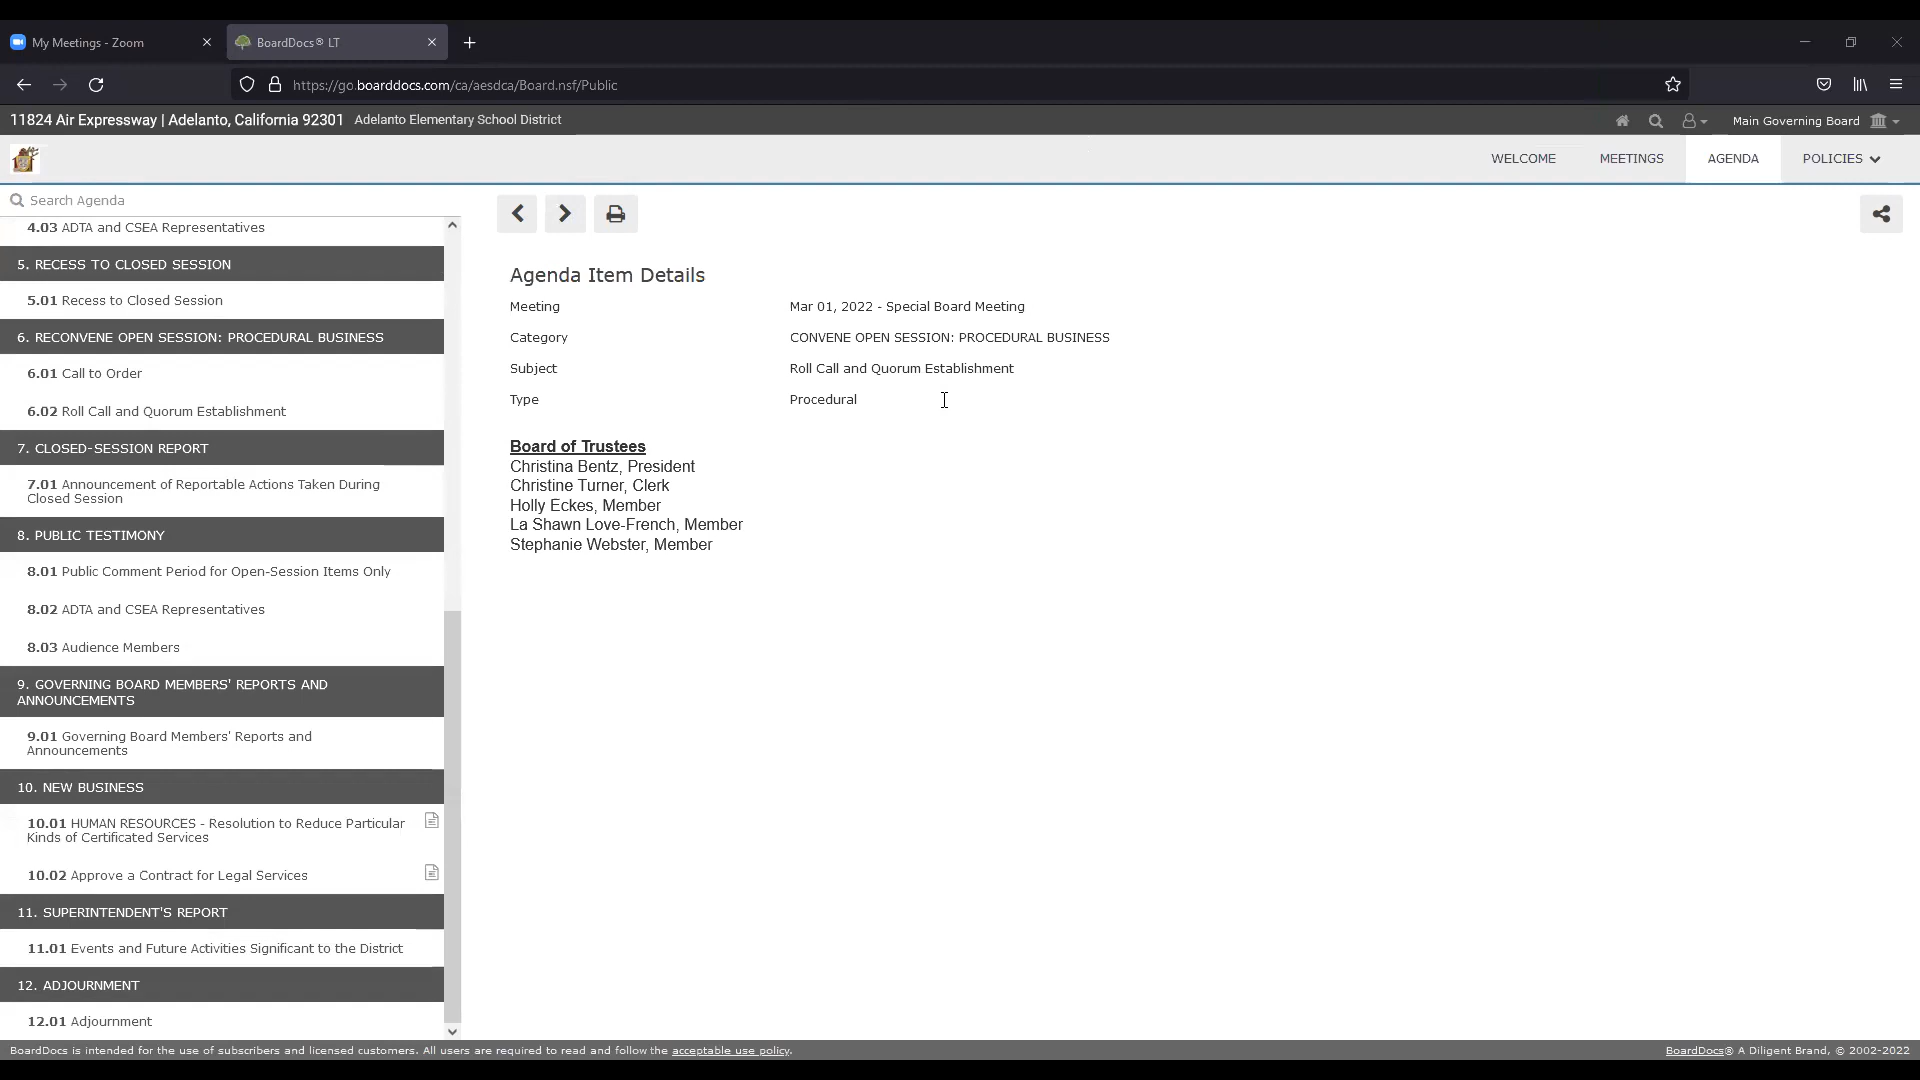 My Meetings - Zoom
BoardDocs® LT
https://go.boarddocs.com/ca/aesdca/Board.nsf/Public
11824 Air Expressway | Adelanto, California 92301 Adelanto Elementary School District
Main Governing Board
WELCOME MEETINGS AGENDA POLICIES
Search Agenda
4.03 ADTA and CSEA Representatives
5. RECESS TO CLOSED SESSION
5.01 Recess to Closed Session
6. RECONVENE OPEN SESSION: PROCEDURAL BUSINESS
6.01 Call to Order
6.02 Roll Call and Quorum Establishment
7. CLOSED-SESSION REPORT
7.01 Announcement of Reportable Actions Taken During
Closed Session
8. PUBLIC TESTIMONY
8.01 Public Comment Period for Open-Session Items Only
8.02 ADTA and CSEA Representatives
8.03 Audience Members
9. GOVERNING BOARD MEMBERS' REPORTS AND
ANNOUNCEMENTS
9.01 Governing Board Members' Reports and
Announcements
10. NEW BUSINESS
10.01 HUMAN RESOURCES - Resolution to Reduce Particular
Kinds of Certificated Services
10.02 Approve a Contract for Legal Services
11. SUPERINTENDENT'S REPORT
11.01 Events and Future Activities Significant to the District
12. ADJOURNMENT
12.01 Adjournment
Agenda Item Details
Meeting Mar 01, 2022 - Special Board Meeting
Category CONVENE OPEN SESSION: PROCEDURAL BUSINESS
Subject Roll Call and Quorum Establishment
Type Procedural
Board of Trustees
Christina Bentz, President
Christine Turner, Clerk
Holly Eckes, Member
La Shawn Love-French, Member
Stephanie Webster, Member
BoardDocs is intended for the use of subscribers and licensed customers. All users are required to read and follow the acceptable use policy.
BoardDocs® A Diligent Brand, © 2002-2022